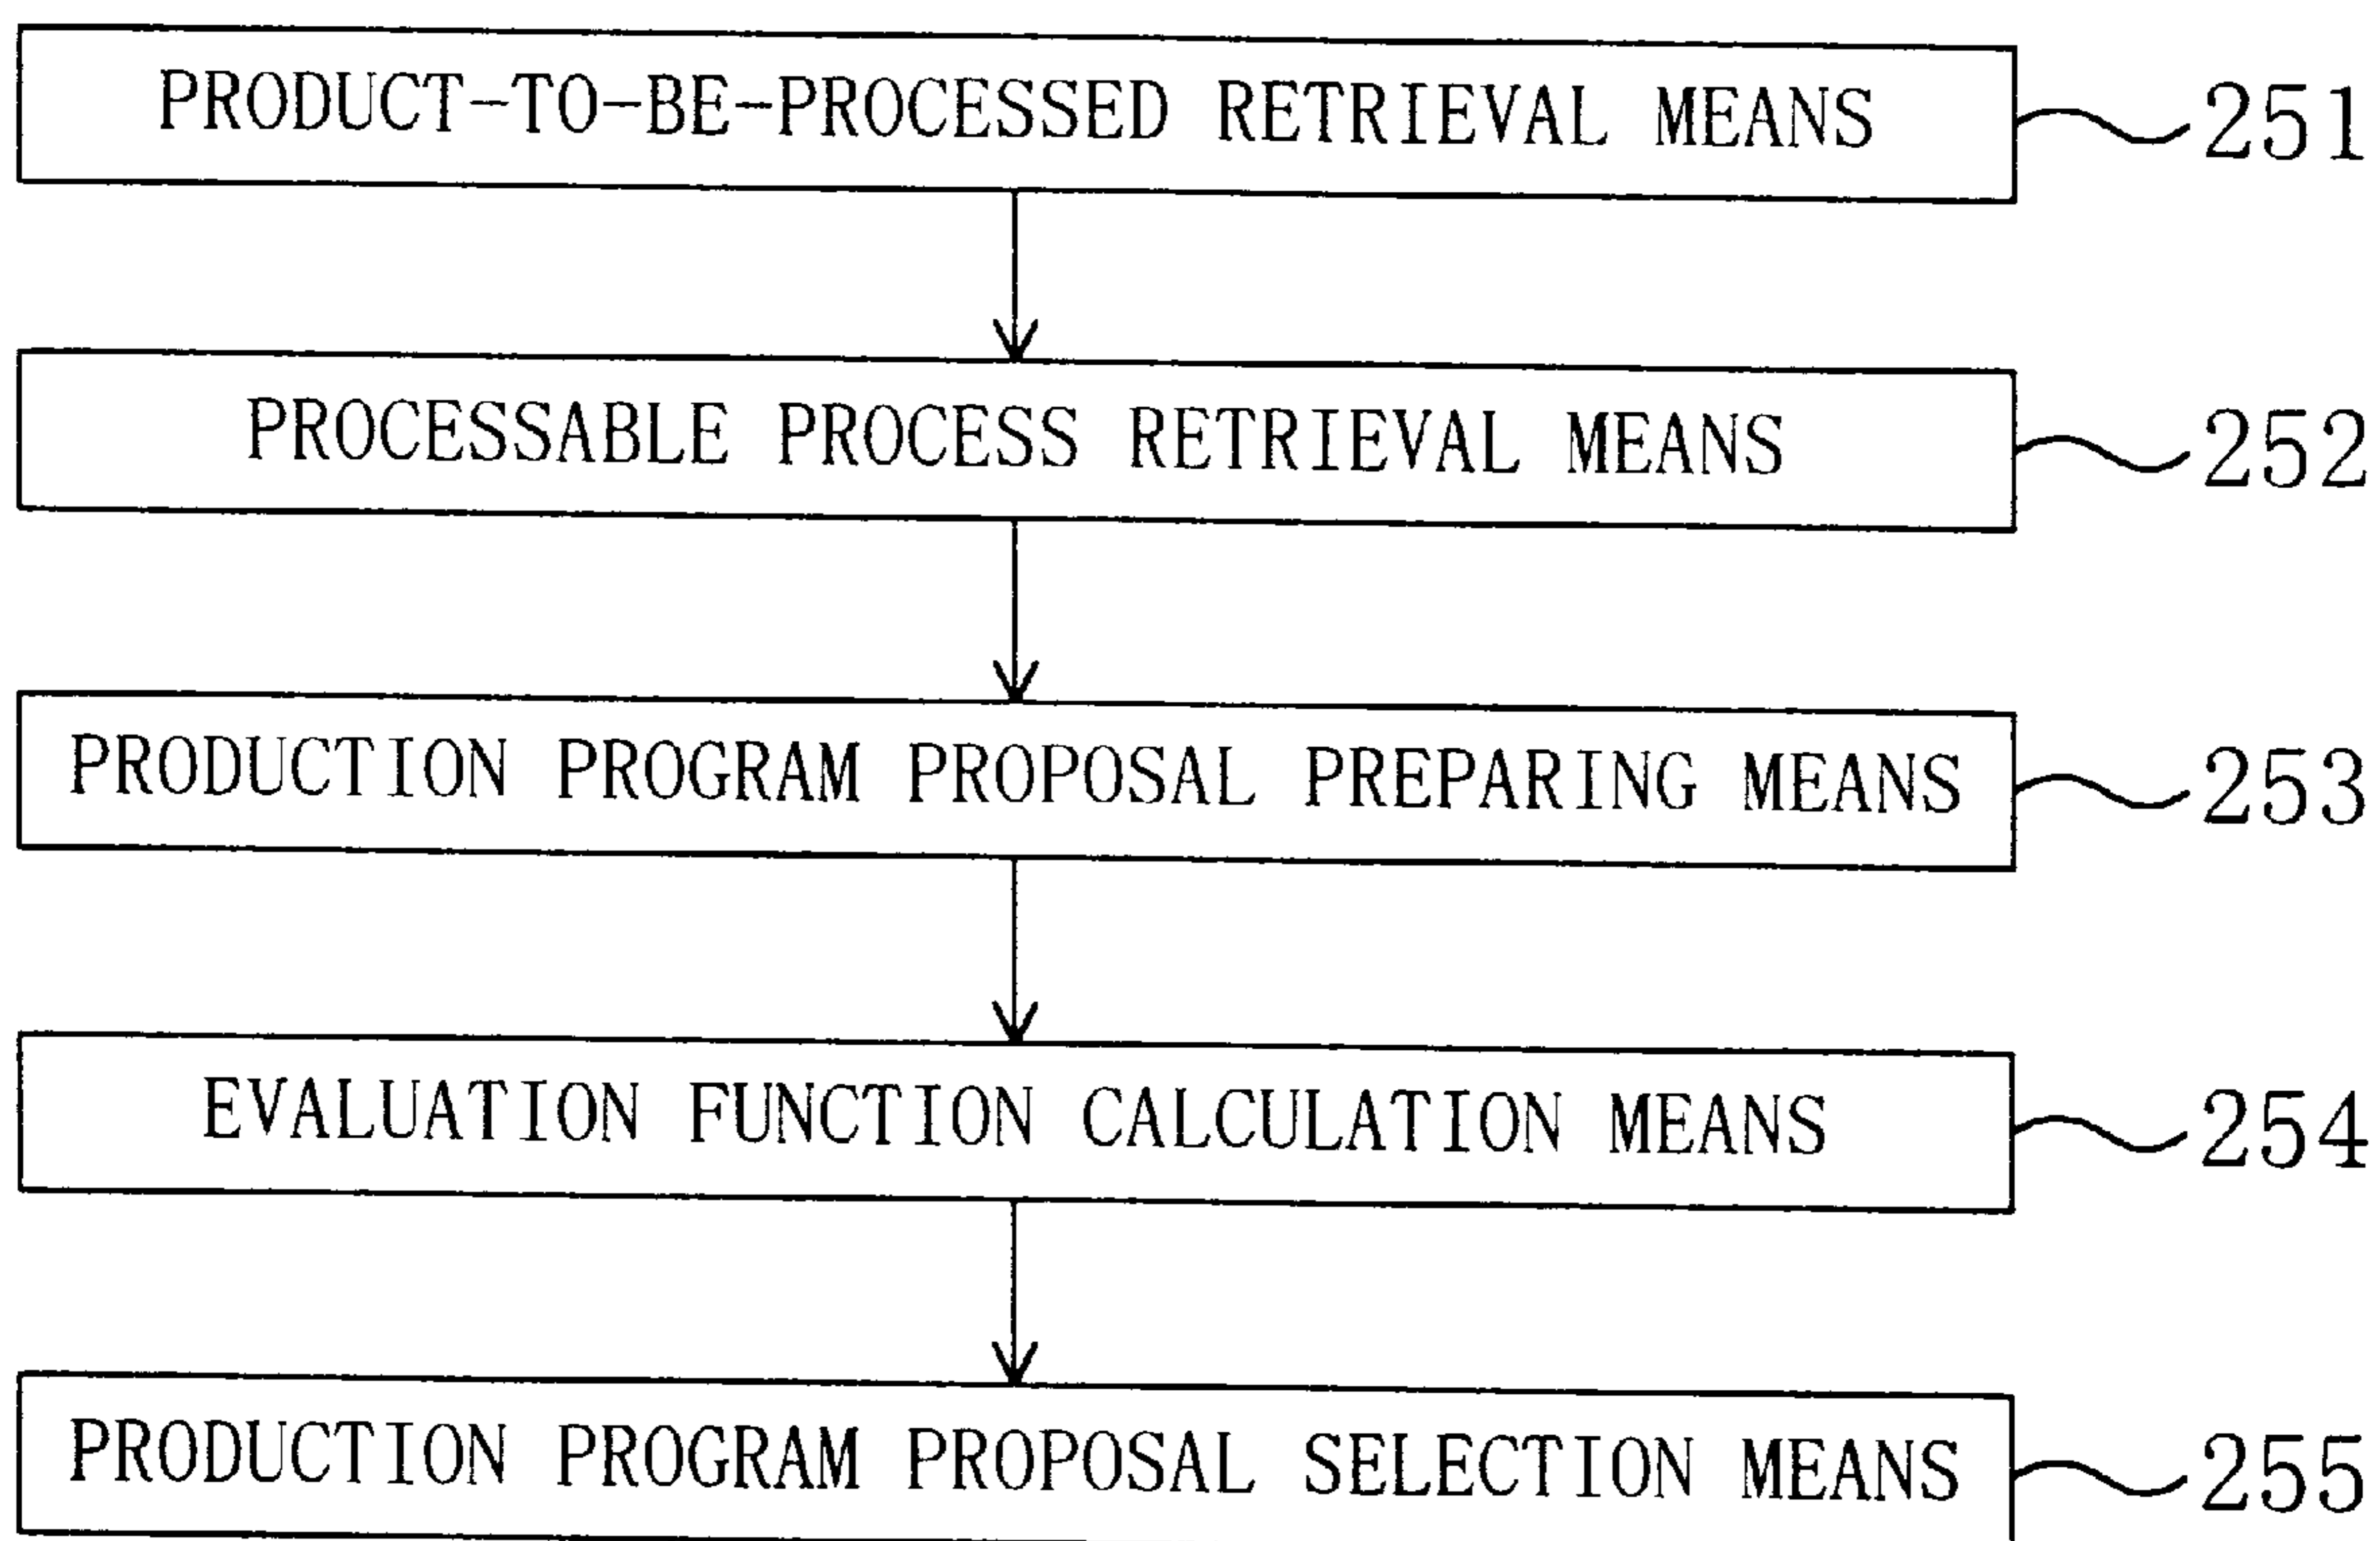 PRODUCT-TO-BE-PROCESSED RETRIEVAL MEANS 251
PROCESSABLE PROCESS RETRIEVAL MEANS 252
PRODUCTION PROGRAM PROPOSAL PREPARING MEANS 253
EVALUATION FUNCTION CALCULATION MEANS 254
PRODUCTION PROGRAM PROPOSAL SELECTION MEANS 255